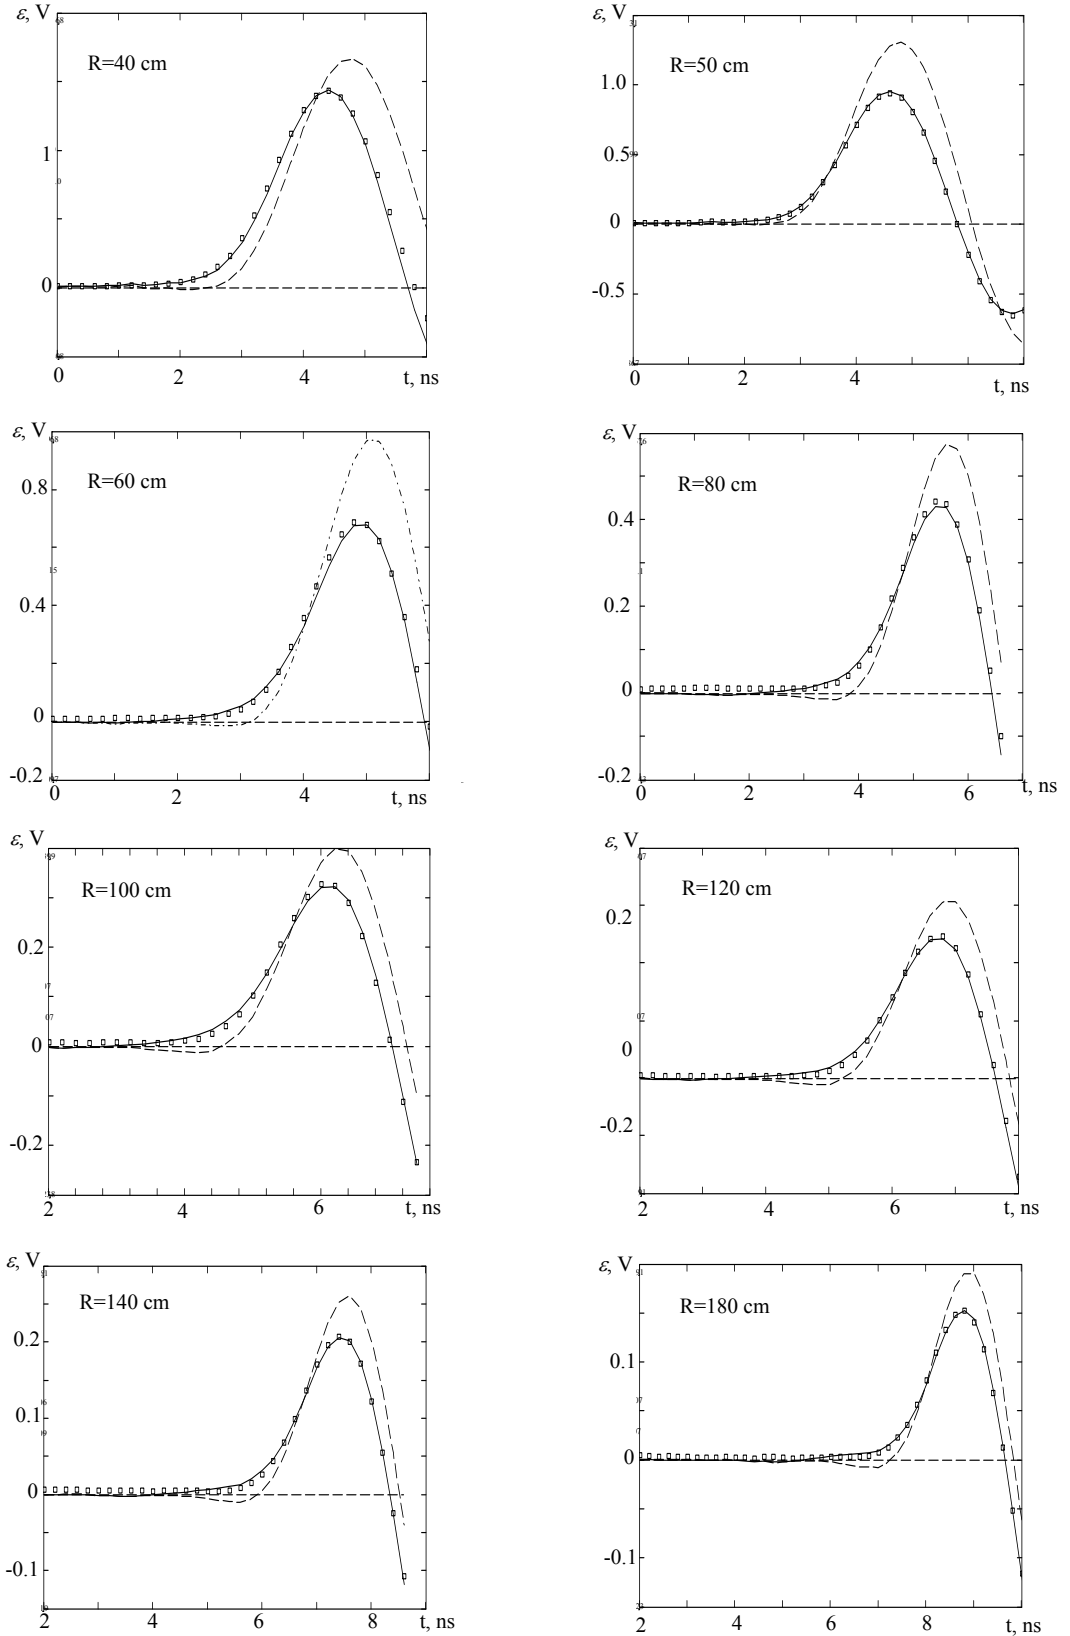 ε, V
R=40 cm
1
0
0 2 4 t, ns
ε, V
R=50 cm
1.0
0.5
0
-0.5
0 2 4 t, ns
ε, V
R=60 cm
0.8
0.4
0
-0.2
0 2 4 t, ns
ε, V
R=80 cm
0.4
0.2
0
-0.2
0 2 4 6 t, ns
ε, V
R=100 cm
0.2
0
-0.2
2 4 6 t, ns
ε, V
R=120 cm
0.2
0
-0.2
2 4 6 t, ns
ε, V
R=140 cm
0.2
0.1
0
-0.1
2 4 6 8 t, ns
ε, V
R=180 cm
0.1
0
-0.1
2 4 6 8 t, ns